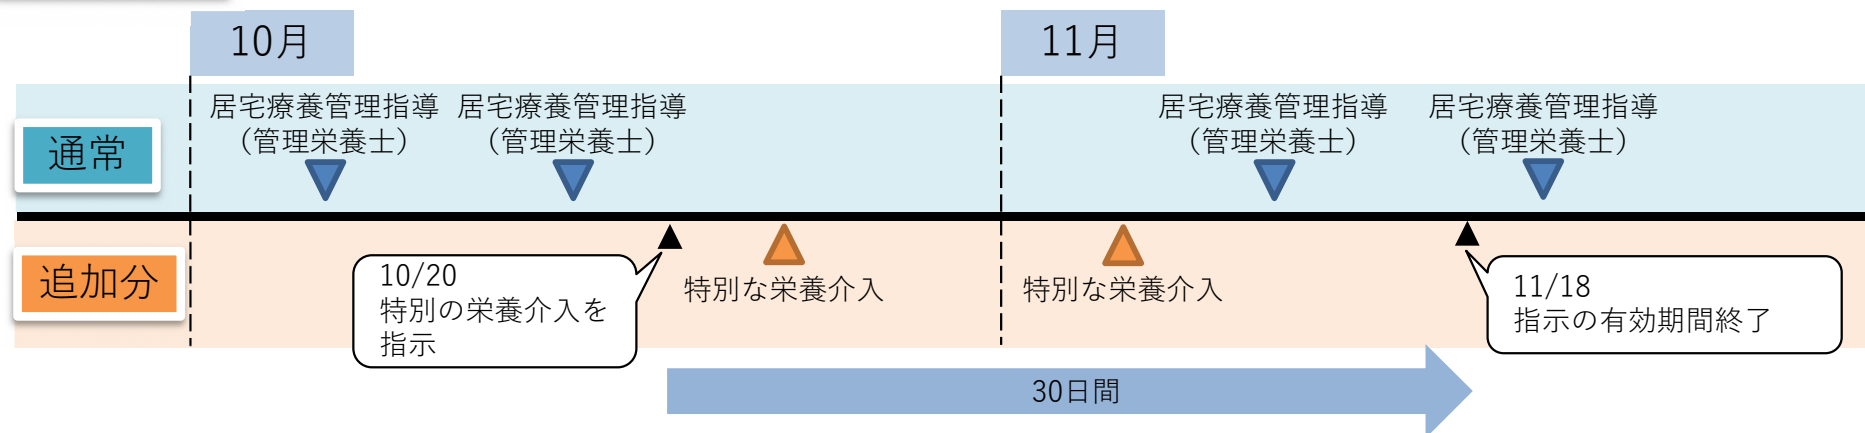 10月
11月
通常
居宅療養管理指導
（管理栄養士）
居宅療養管理指導
（管理栄養士）
居宅療養管理指導
（管理栄養士）
居宅療養管理指導
（管理栄養士）
追加分
10/20
特別の栄養介入を
指示
特別な栄養介入
特別な栄養介入
11/18
指示の有効期間終了
30日間